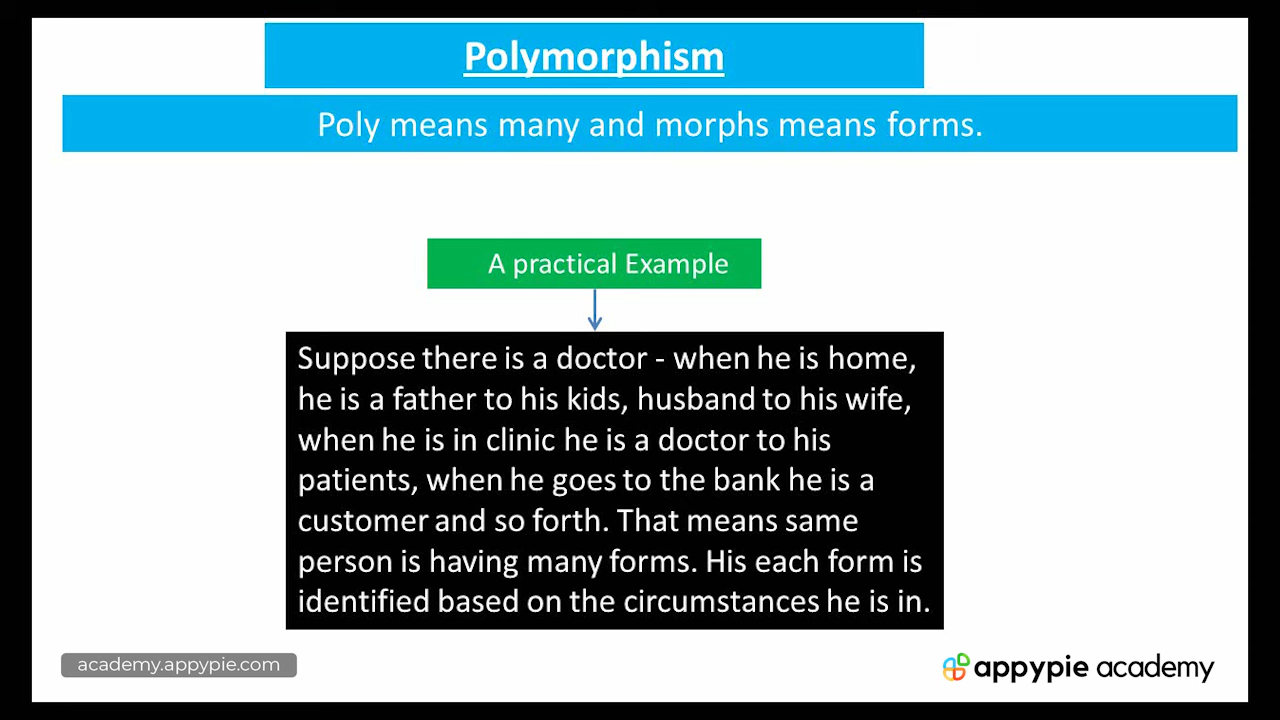 Polymorphism
Poly means many and morphs means forms.
A practical Example
Suppose there is a doctor - when he is home,
he is a father to his kids, husband to his wife,
when he is in clinic he is a doctor to his
patients, when he goes to the bank he is a
customer and so forth. That means same
person is having many forms. His each form is
identified based on the circumstances he is in.
academy.appypie.com
appypie academy